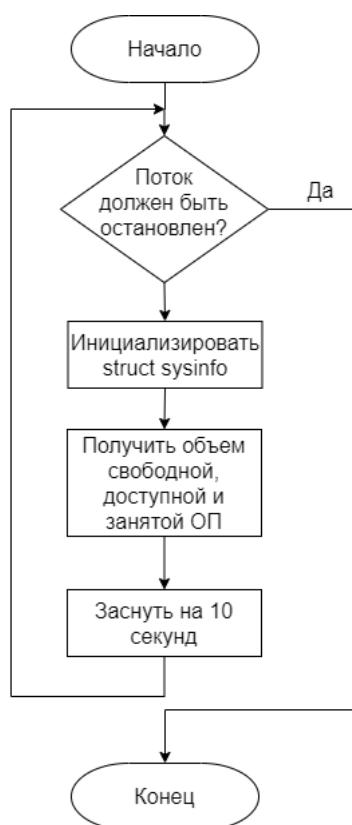 Начало
Поток
должен быть
остановлен?
Да
Инициализировать
struct sysinfo
Получить объем
свободной,
доступной и
занятой ОП
Заснуть на 10
секунд
Конец